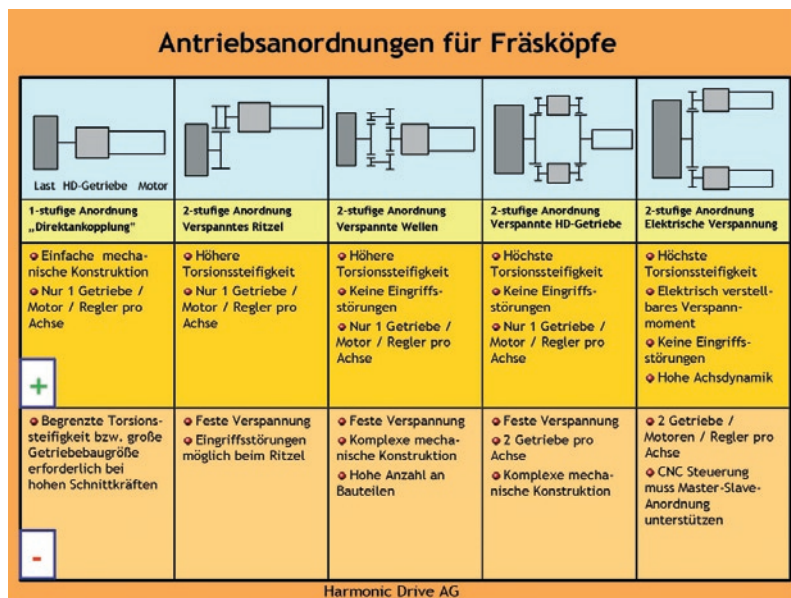 Antriebsanordnungen für Fräsköpfe
Last HD-Getriebe Motor
1-stufige Anordnung
„Direktankopplung"
2-stufige Anordnung
Verspanntes Ritzel
2-stufige Anordnung
Verspannte Wellen
2-stufige Anordnung
Verspannte HD-Getriebe
2-stufige Anordnung
Elektrische Verspannung
+
Einfache mecha-
nische Konstruktion
Nur 1 Getriebe /
Motor / Regler pro
Achse
Höhere
Torsionssteifigkeit
Nur 1 Getriebe /
Motor / Regler pro
Achse
Höhere
Torsionssteifigkeit
Keine Eingriffs-
störungen
Nur 1 Getriebe /
Motor / Regler pro
Achse
Höchste
Torsionssteifigkeit
Keine Eingriffs-
störungen
Nur 1 Getriebe /
Motor / Regler pro
Achse
Höchste
Torsionssteifigkeit
Elektrisch verstell-
bares Verspann-
moment
Keine Eingriffs-
störungen
Hohe Achsdynamik
-
Begrenzte Torsions-
steifigkeit bzw. große
Getriebebaugröße
erforderlich bei
hohen Schnittkräften
Feste Verspannung
Eingriffstörungen
möglich beim Ritzel
Feste Verspannung
Komplexe mecha-
nische Konstruktion
Hohe Anzahl an
Bauteilen
Feste Verspannung
2 Getriebe pro
Achse
Komplexe mecha-
nische Konstruktion
2 Getriebe /
Motoren / Regler pro
Achse
CNC Steuerung
muss Master-Slave-
Anordnung
unterstützen
Harmonic Drive AG